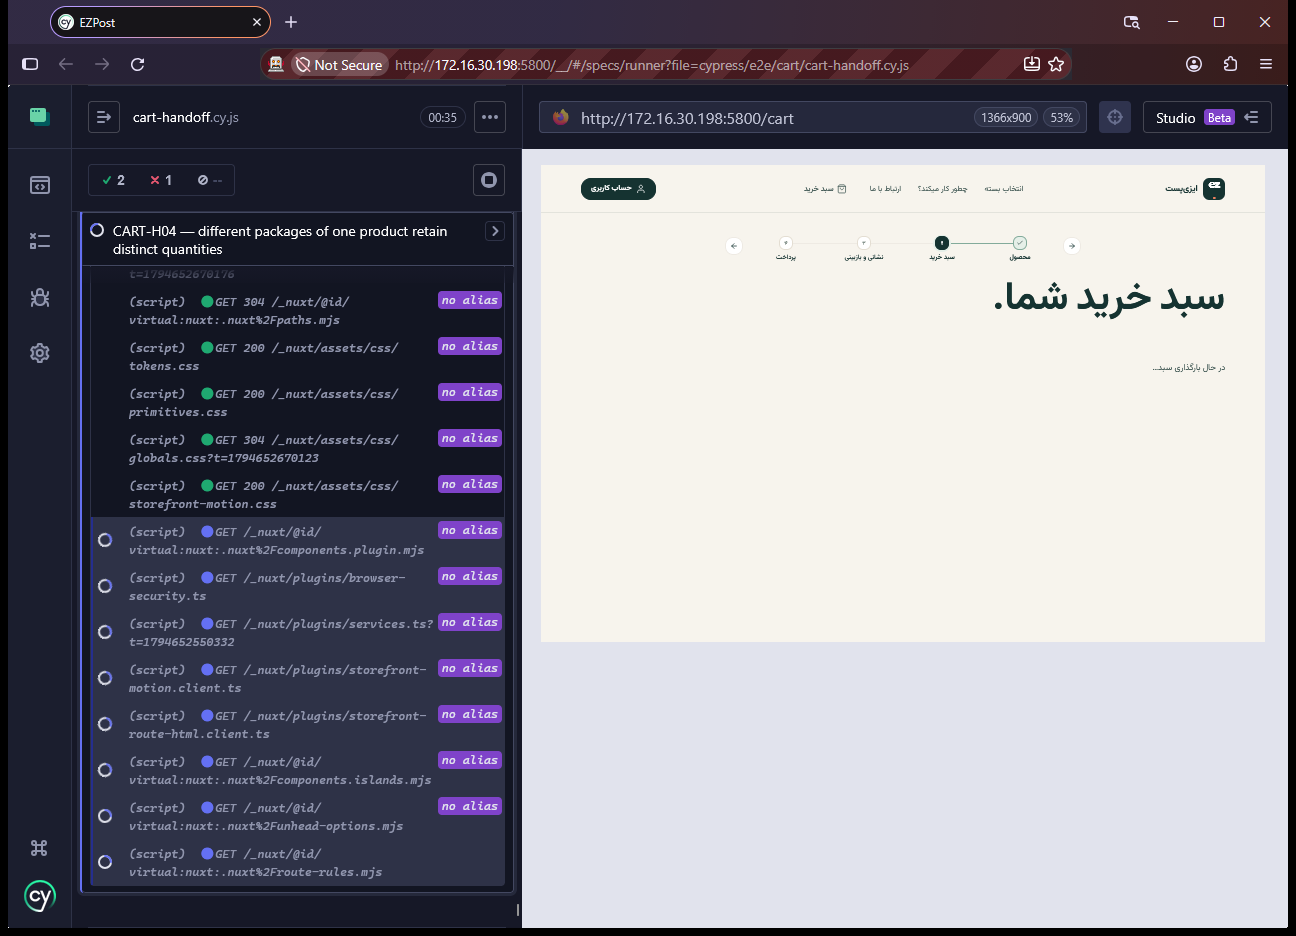 EZPost
Not Secure
http://172.16.30.198:5800/__/#/specs/runner?file=cypress/e2e/cart/cart-handoff.cy.js
cart-handoff.cy.js
00:35
2
1
--
CART-H04 — different packages of one product retain
distinct quantities
t=1794652670176
(script) GET 304 /_nuxt/@id/
virtual:nuxt:.nuxt%2Fpaths.mjs
no alias
(script) GET 200 /_nuxt/assets/css/
tokens.css
no alias
(script) GET 200 /_nuxt/assets/css/
primitives.css
no alias
(script) GET 304 /_nuxt/assets/css/
globals.css?t=1794652670123
no alias
(script) GET 200 /_nuxt/assets/css/
storefront-motion.css
no alias
(script) GET /_nuxt/@id/
virtual:nuxt:.nuxt%2Fcomponents.plugin.mjs
no alias
(script) GET /_nuxt/plugins/browser-
security.ts
no alias
(script) GET /_nuxt/plugins/services.ts?
t=1794652550332
no alias
(script) GET /_nuxt/plugins/storefront-
motion.client.ts
no alias
(script) GET /_nuxt/plugins/storefront-
route-html.client.ts
no alias
(script) GET /_nuxt/@id/
virtual:nuxt:.nuxt%2Fcomponents.islands.mjs
no alias
(script) GET /_nuxt/@id/
virtual:nuxt:.nuxt%2Funhead-options.mjs
no alias
(script) GET /_nuxt/@id/
virtual:nuxt:.nuxt%2Froute-rules.mjs
cy
http://172.16.30.198:5800/cart
1366x900
53%
Studio
Beta
ایزی‌پست
انتخاب بسته
چطور کار میکند؟
ارتباط با ما
سبد خرید
حساب کاربری
محصول
سبد خرید
۳
نشانی و بازبینی
پرداخت
سبد خرید شما.
در حال بارگذاری سبد...